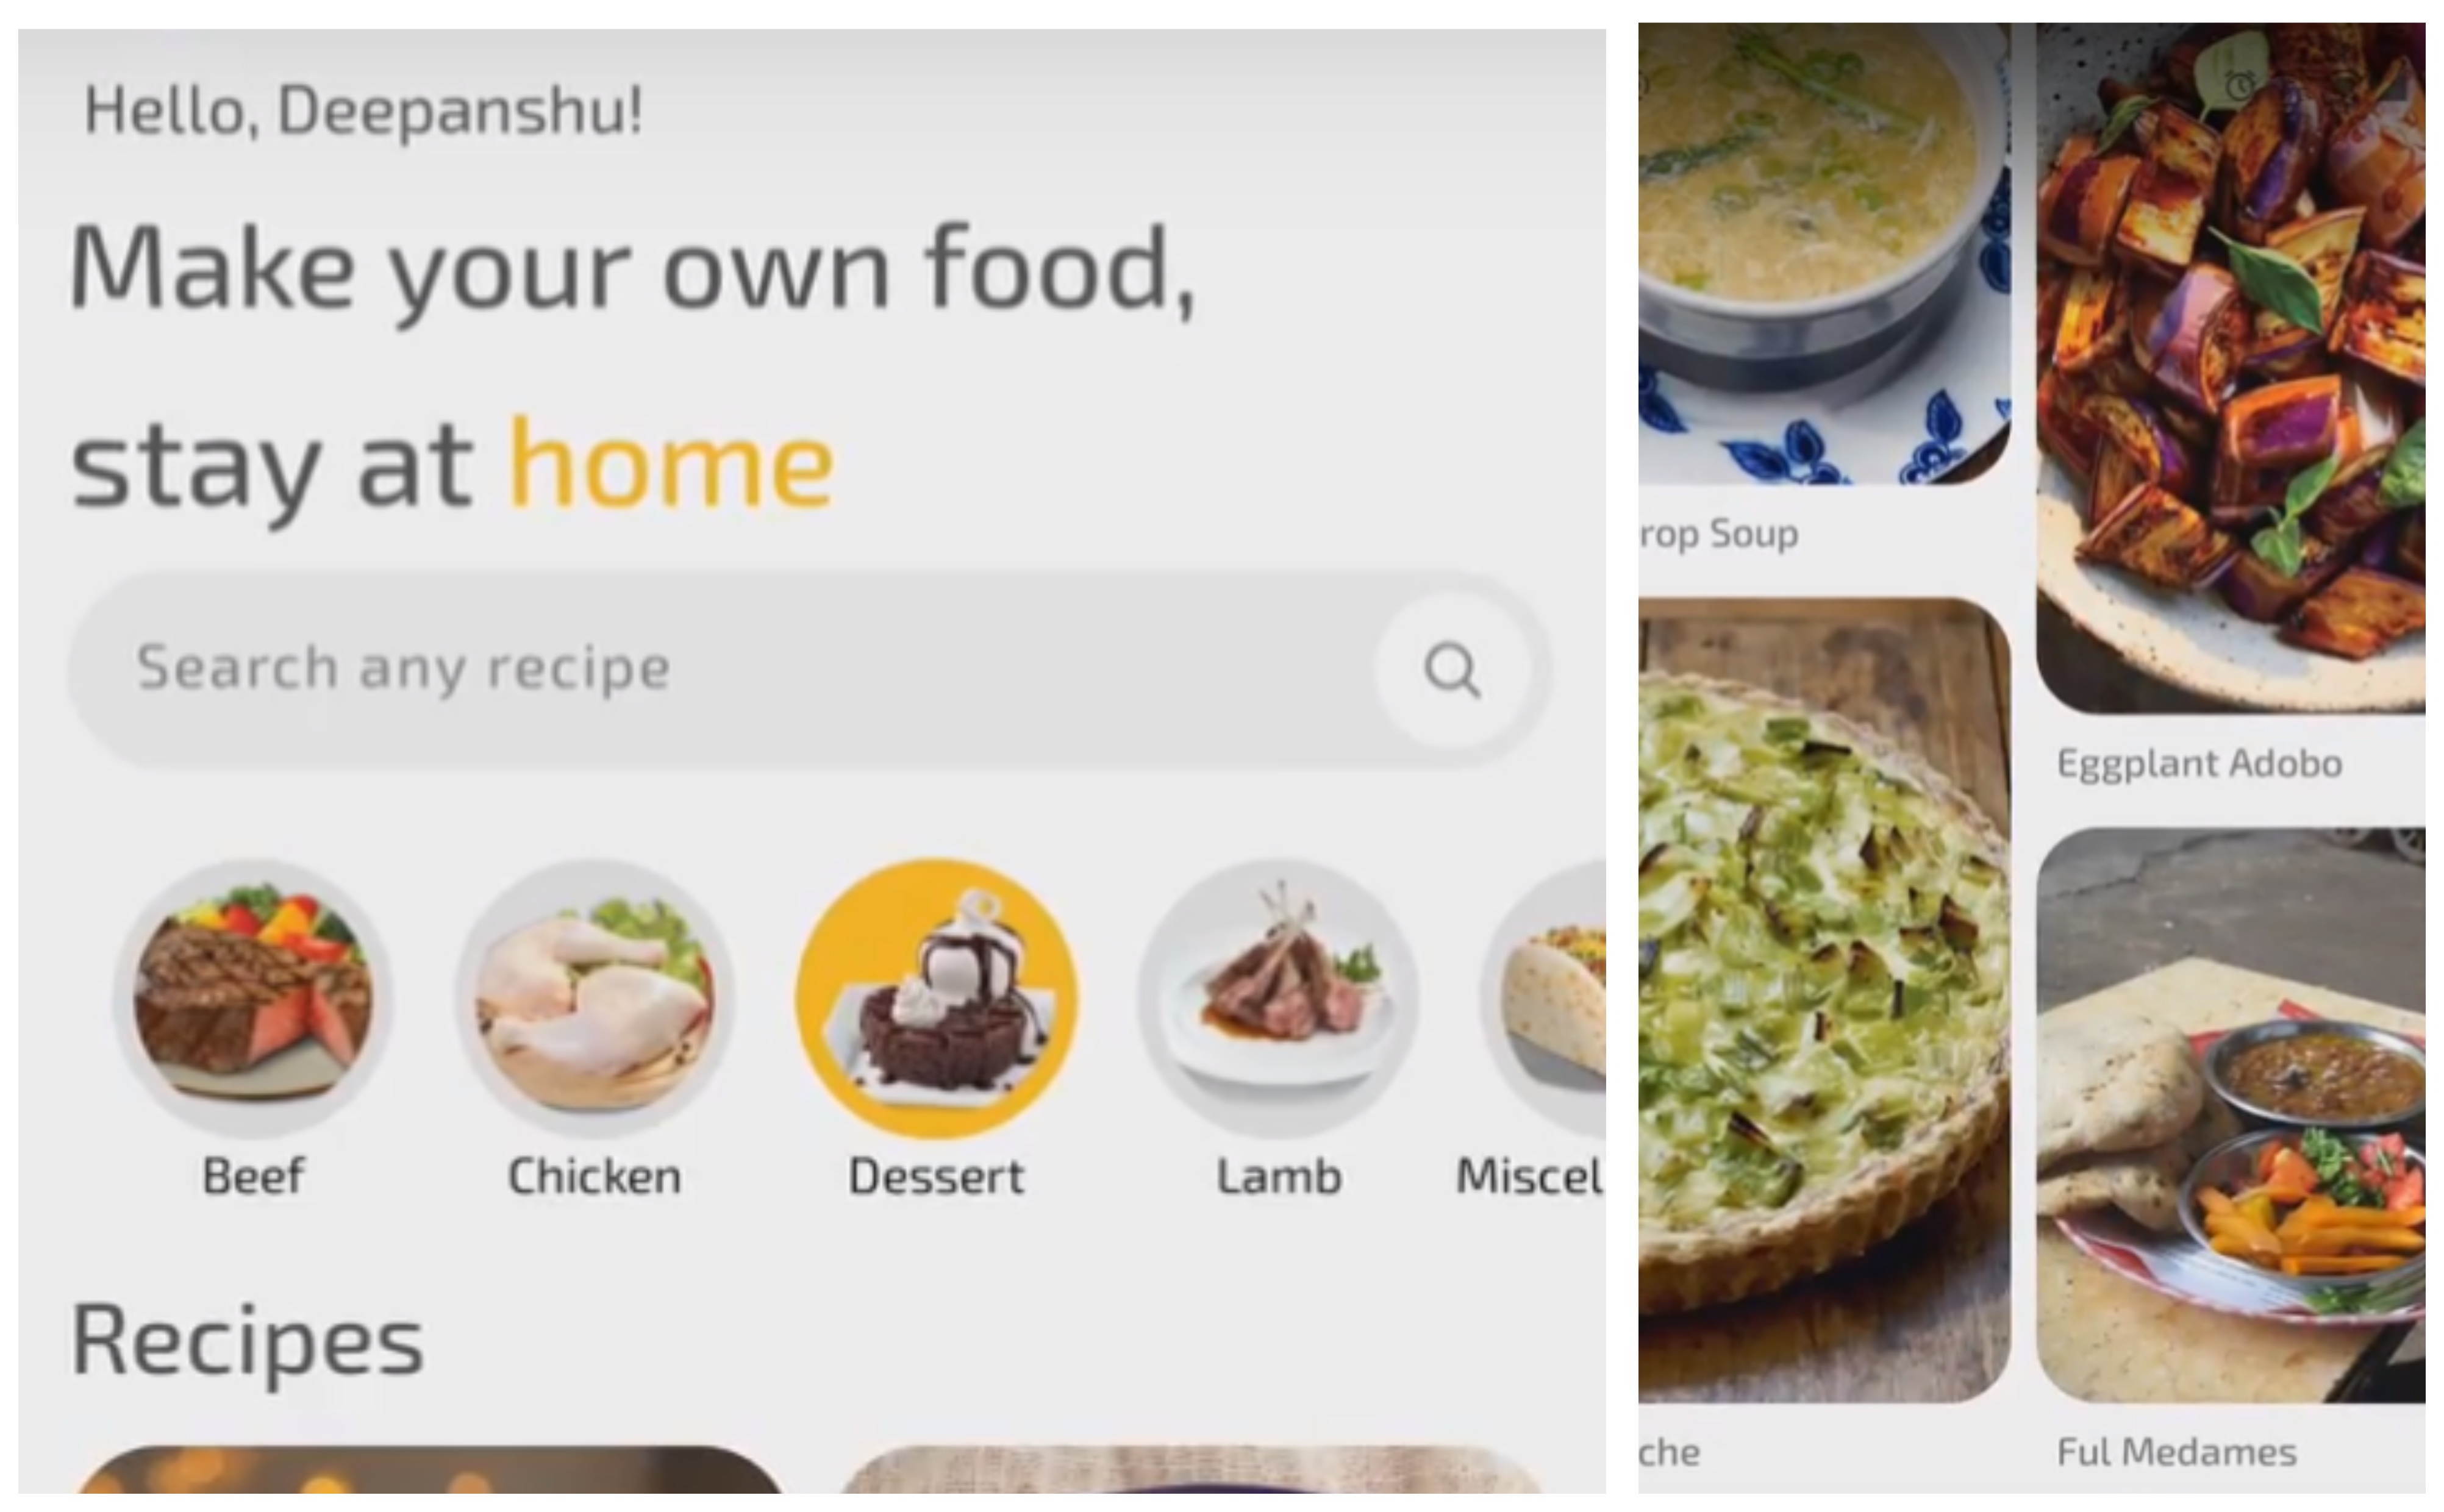 Hello, Deepanshu!
Make your own food,
stay at home
Search any recipe
Beef
Chicken
Dessert
Lamb
Miscel
Recipes
rop Soup
Eggplant Adobo
che
Ful Medames